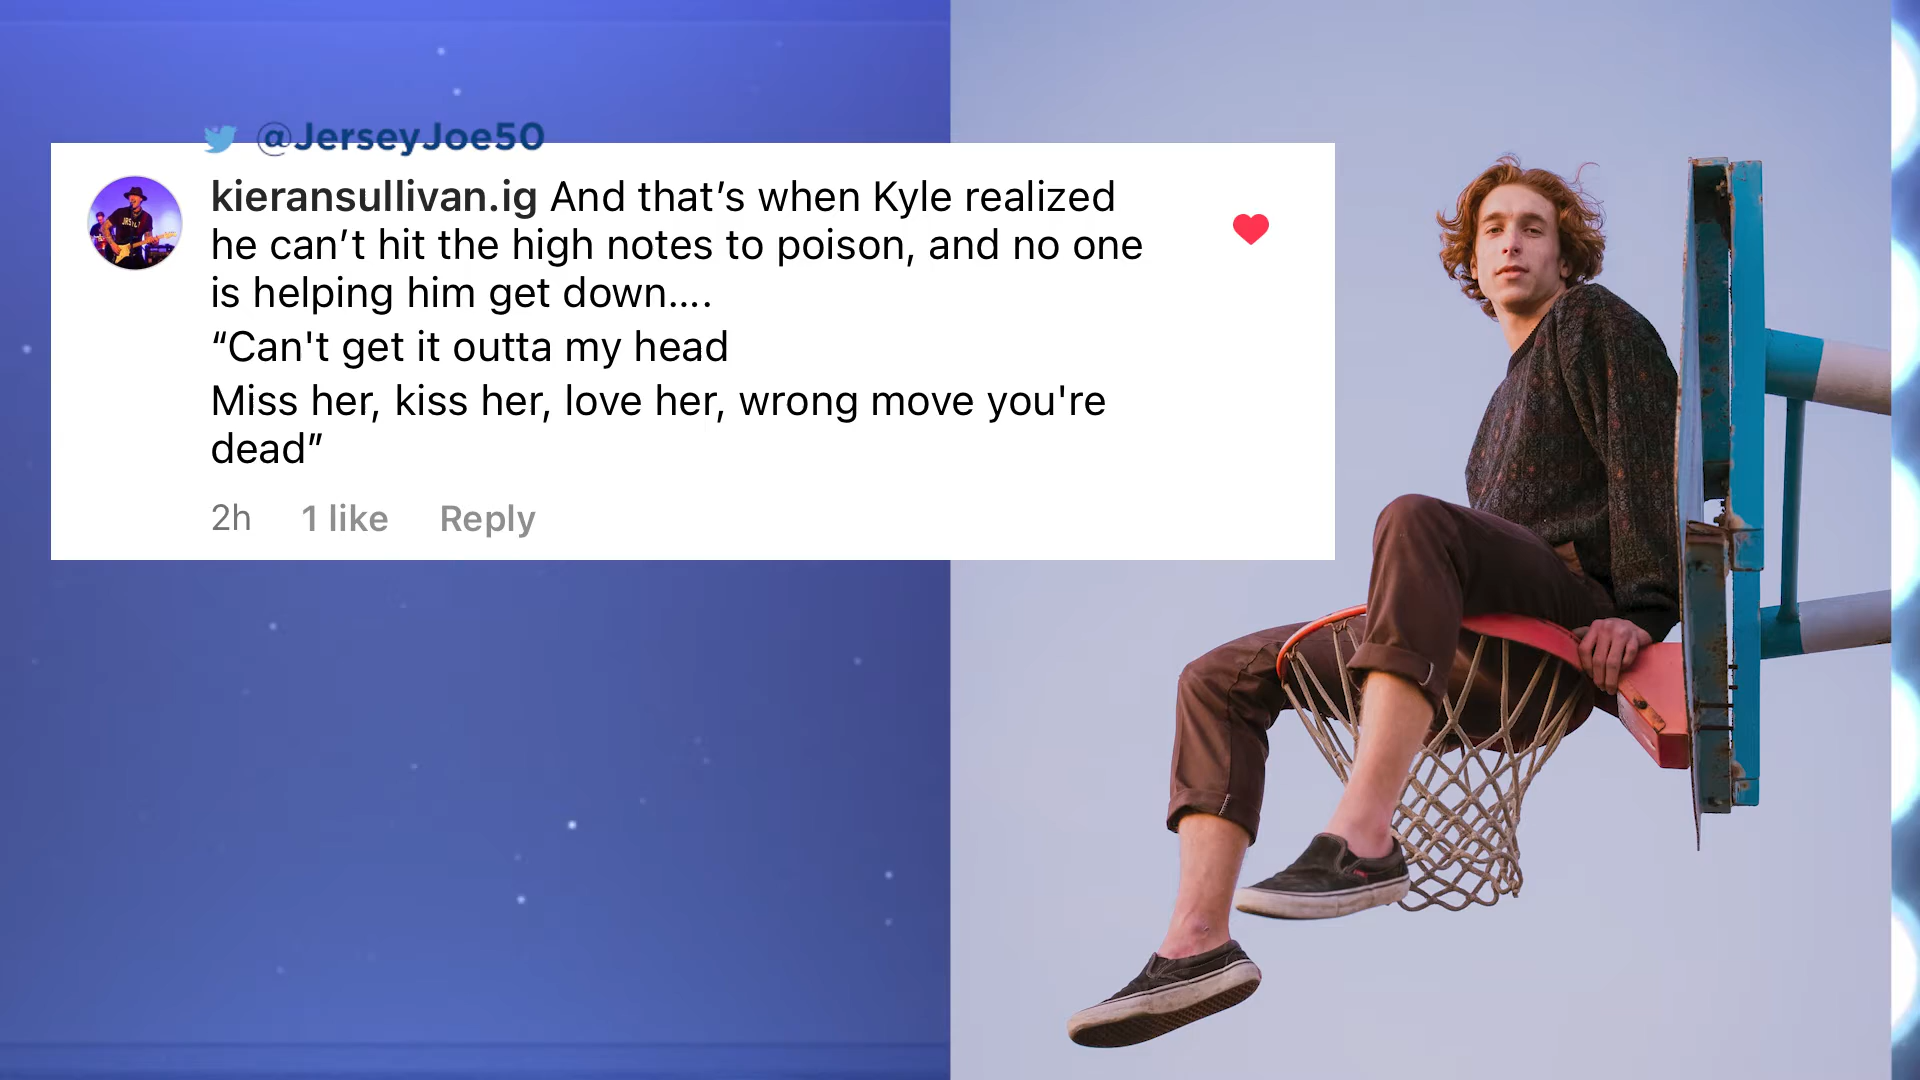 @JerseyJoe50
kieransullivan.ig And that’s when Kyle realized
he can’t hit the high notes to poison, and no one
is helping him get down....
“Can't get it outta my head
Miss her, kiss her, love her, wrong move you're
dead”
2h 1 like Reply